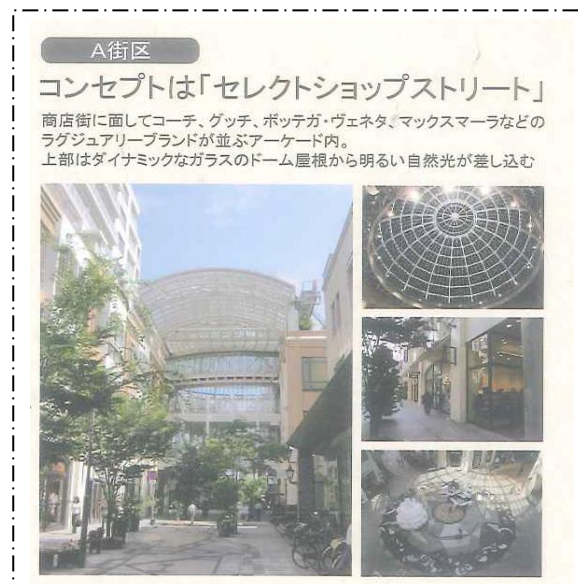 A街区
コンセプトは「セレクトショップストリート」
商店街に面してコーチ、グッチ、ボッテガ・ヴェネタ、マックスマーラなどの
ラグジュアリーブランドが並ぶアーケード内。
上部はダイナミックなガラスのドーム屋根から明るい自然光が差し込む